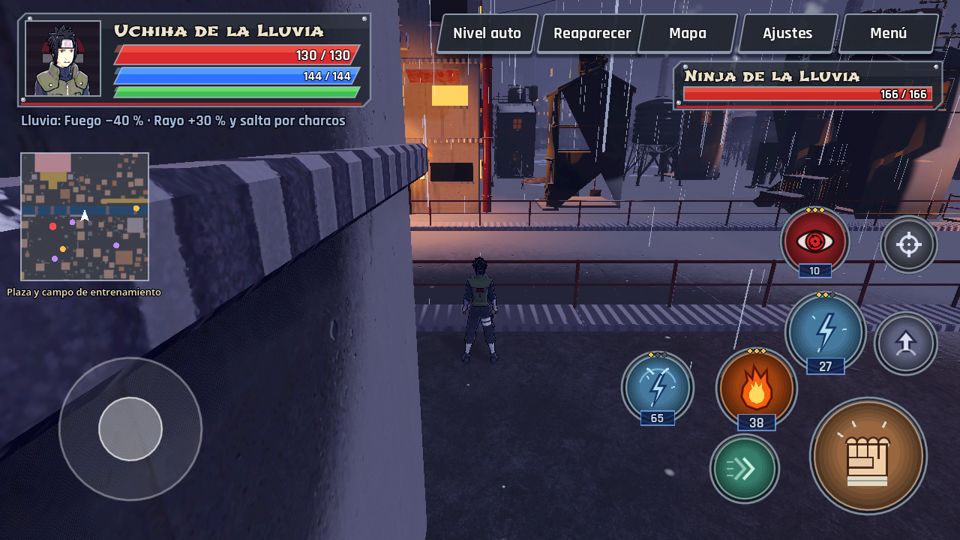 Uchiha de la Lluvia
130 / 130
144 / 144
Lluvia: Fuego −40 % · Rayo +30 % y salta por charcos
Nivel auto
Reaparecer
Mapa
Ajustes
Menú
Ninja de la Lluvia
166 / 166
Plaza y campo de entrenamiento
10
27
65
38